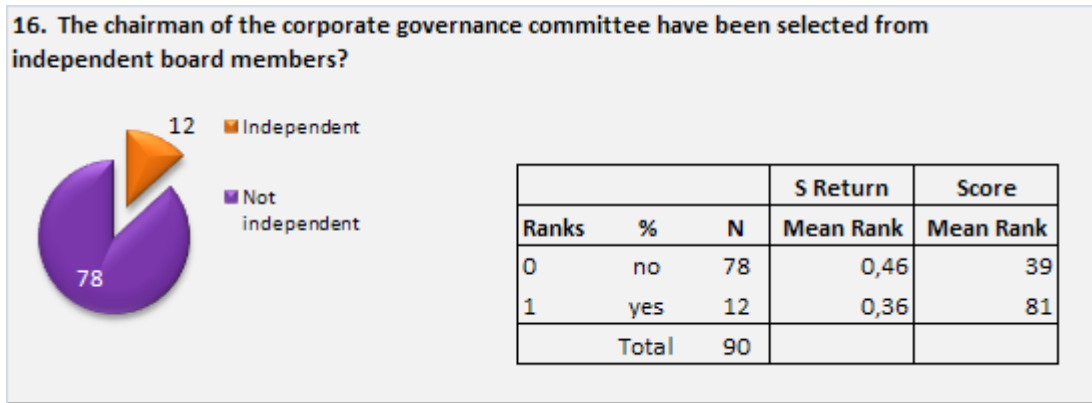 16. The chairman of the corporate governance committee have been selected from
independent board members?
12
Independent
Not
independent
78
S Return Score
Ranks % N Mean Rank Mean Rank
0 no 78 0,46 39
1 yes 12 0,36 81
Total 90